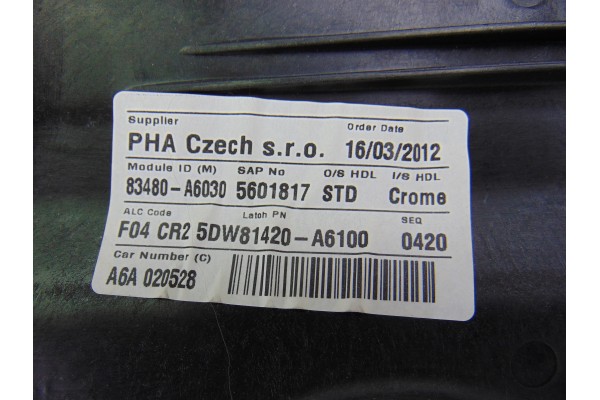 Supplier Order Date
PHA Czech s.r.o. 16/03/2012
Module ID (M) SAP No O/S HDL I/S HDL
83480-A6030 5601817 STD Crome
ALC Code Latch PN SEQ
F04 CR2 5DW81420-A6100 0420
Car Number (C)
A6A 020528